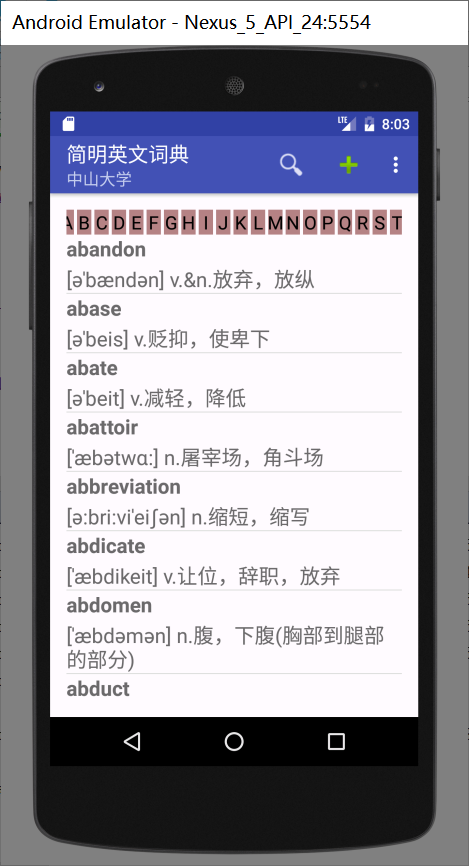 Android Emulator - Nexus_5_API_24:5554
LTE 8:03
简明英文词典
中山大学
A B C D E F G H I J K L M N O P Q R S T
abandon
[ə'bændən] v.&n.放弃，放纵
abase
[ə'beis] v.贬抑，使卑下
abate
[ə'beit] v.减轻，降低
abattoir
['æbətwɑ:] n.屠宰场，角斗场
abbreviation
[ə:bri:vi'eiʃən] n.缩短，缩写
abdicate
['æbdikeit] v.让位，辞职，放弃
abdomen
['æbdəmən] n.腹，下腹(胸部到腿部
的部分)
abduct